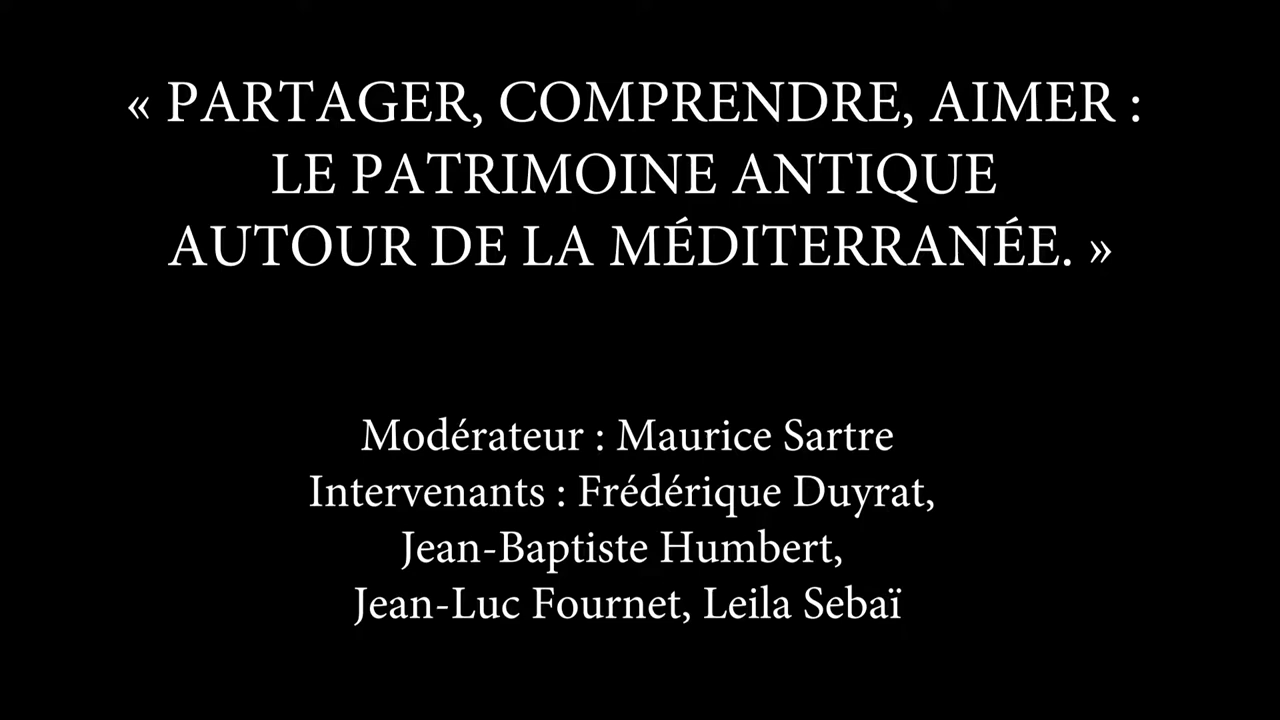 « PARTAGER, COMPRENDRE, AIMER :
LE PATRIMOINE ANTIQUE
AUTOUR DE LA MÉDITERRANÉE. »
Modérateur : Maurice Sartre
Intervenants : Frédérique Duyrat,
Jean-Baptiste Humbert,
Jean-Luc Fournet, Leila Sebaï